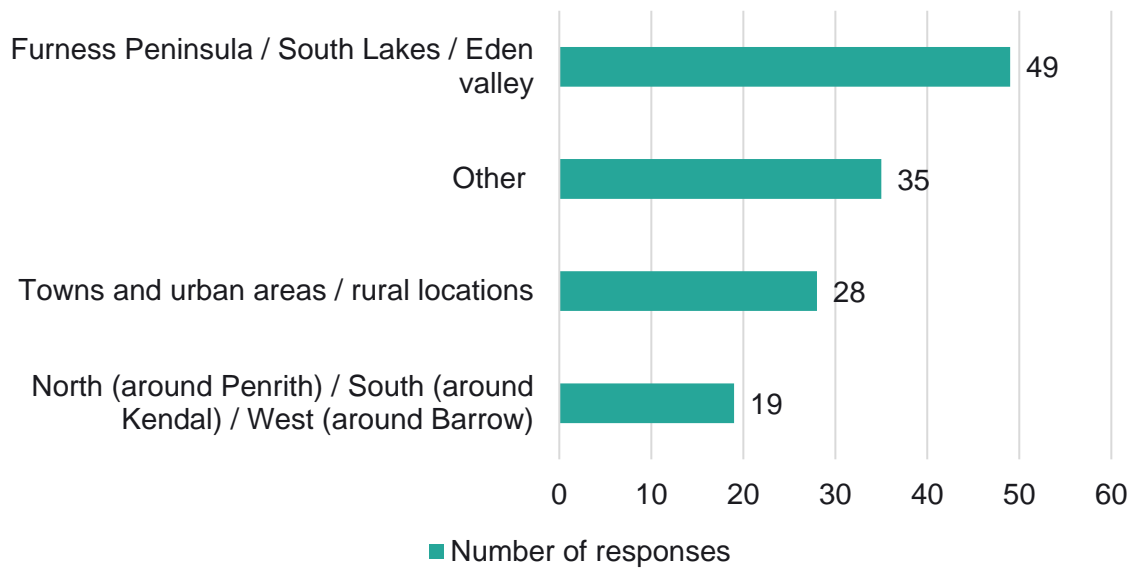 Furness Peninsula / South Lakes / Eden
valley
49
Other
35
Towns and urban areas / rural locations
28
North (around Penrith) / South (around
Kendal) / West (around Barrow)
19
0 10 20 30 40 50 60
Number of responses